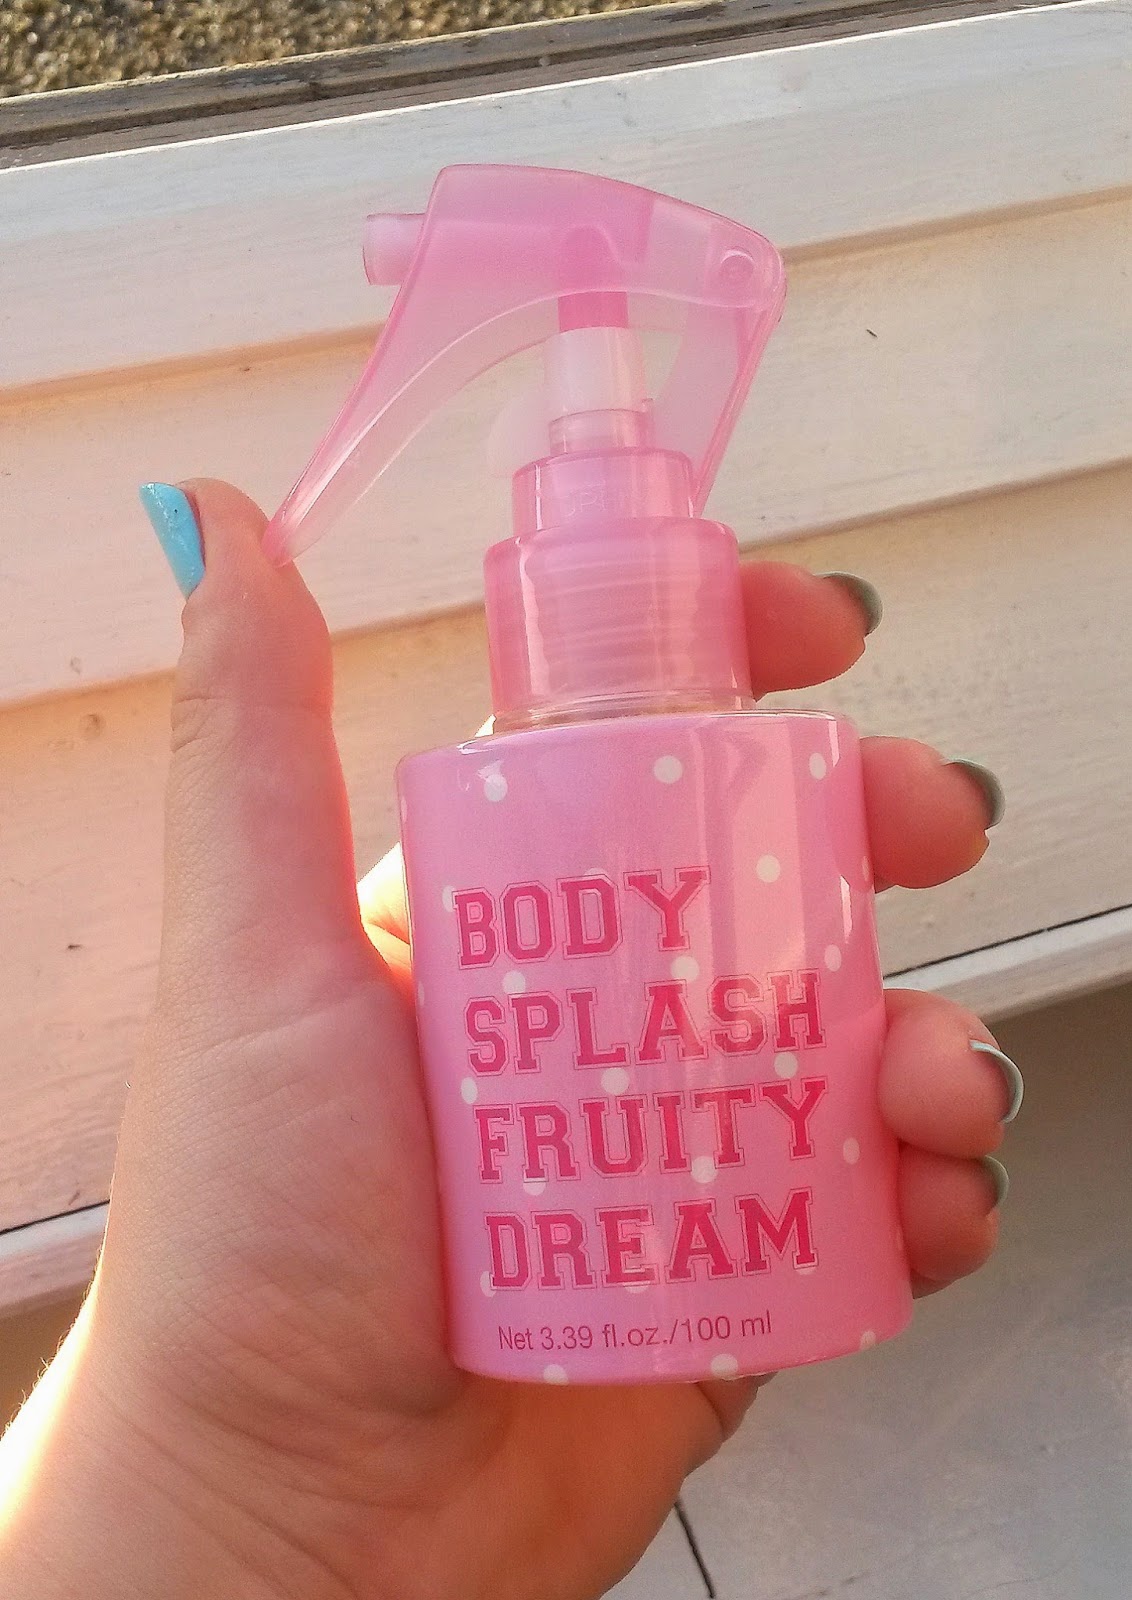 BODY
SPLASH
FRUITY
DREAM
Net 3.39 fl.oz./100 ml